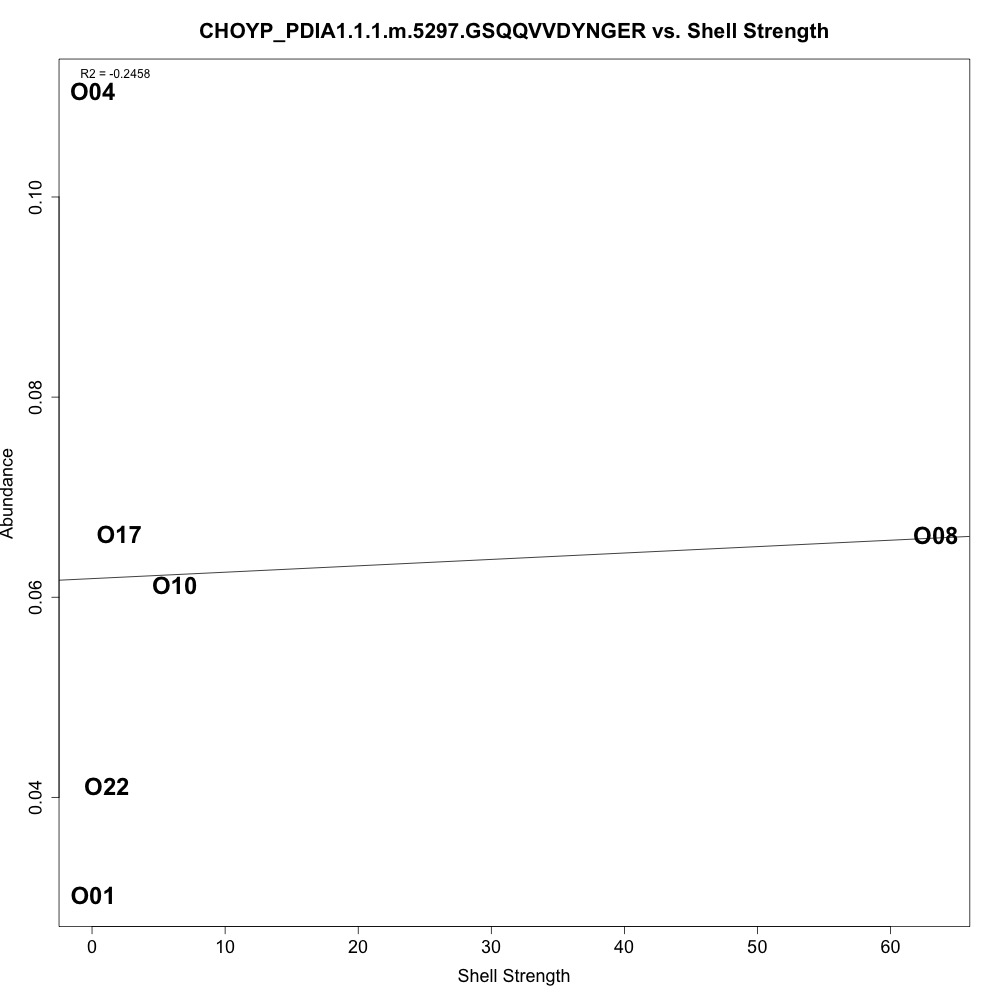 CHOYP_PDIA1.1.1.m.5297.GSQQVVDYNGER vs. Shell Strength
R2 = -0.2458
O04
0.10
0.08
Abundance
O17
O08
O10
0.06
O22
0.04
O01
0 10 20 30 40 50 60
Shell Strength